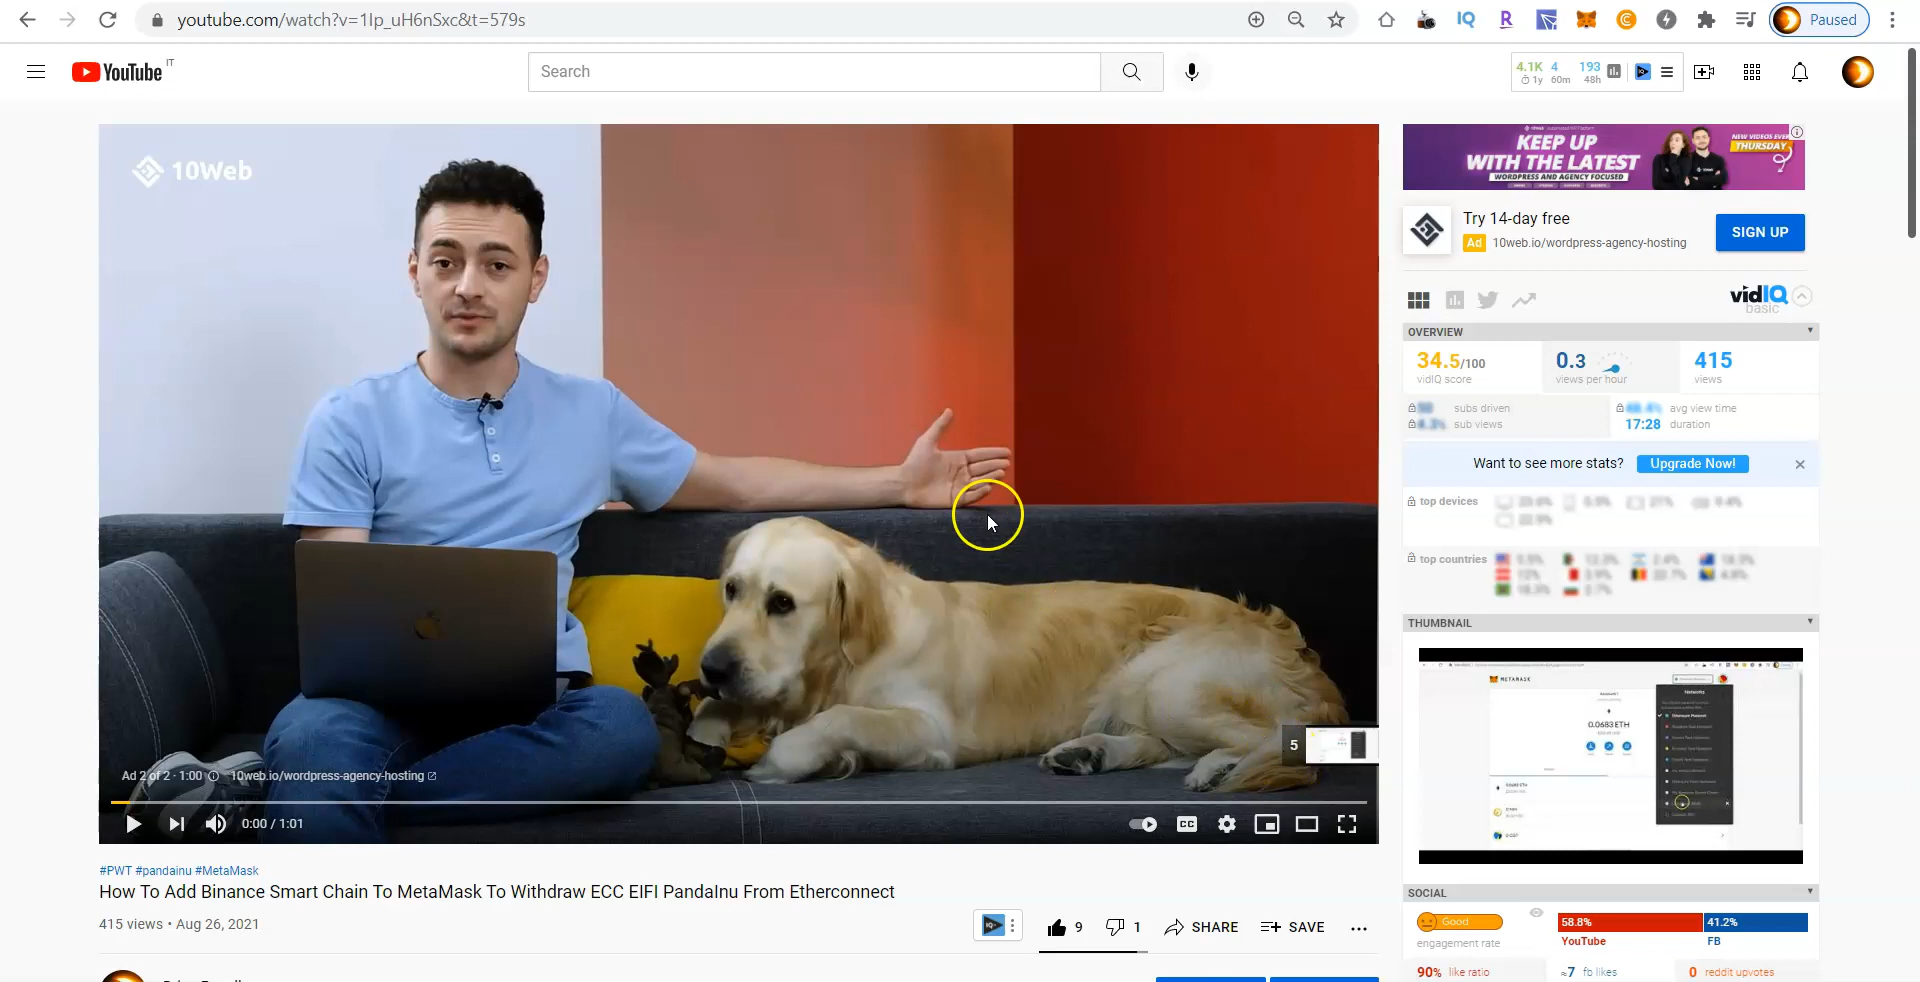 youtube.com/watch?v=1Ip_uH6nSxc&t=579s
Paused
YouTube IT
Search
4.1K 4 193
1y 60m 48h
10Web
KEEP UP
WITH THE LATEST
WORDPRESS AND AGENCY FOCUSED
NEW VIDEOS EVERY
THURSDAY
Try 14-day free
Ad 10web.io/wordpress-agency-hosting
SIGN UP
vidIQ
basic
OVERVIEW
34.5/100
vidIQ score
0.3
views per hour
415
views
subs driven
sub views
avg view time
17:28 duration
Want to see more stats? Upgrade Now!
top devices
top countries
THUMBNAIL
METAMASK
Networks
0.0683 ETH
5
Ad 2 of 2 · 1:00 10web.io/wordpress-agency-hosting
0:00 / 1:01
CC
#PWT #pandainu #MetaMask
How To Add Binance Smart Chain To MetaMask To Withdraw ECC EIFI PandaInu From Etherconnect
415 views • Aug 26, 2021
9 1 SHARE SAVE
SOCIAL
Good
engagement rate
58.8% 41.2%
YouTube FB
90% like ratio
≈7 fb likes
0 reddit upvotes